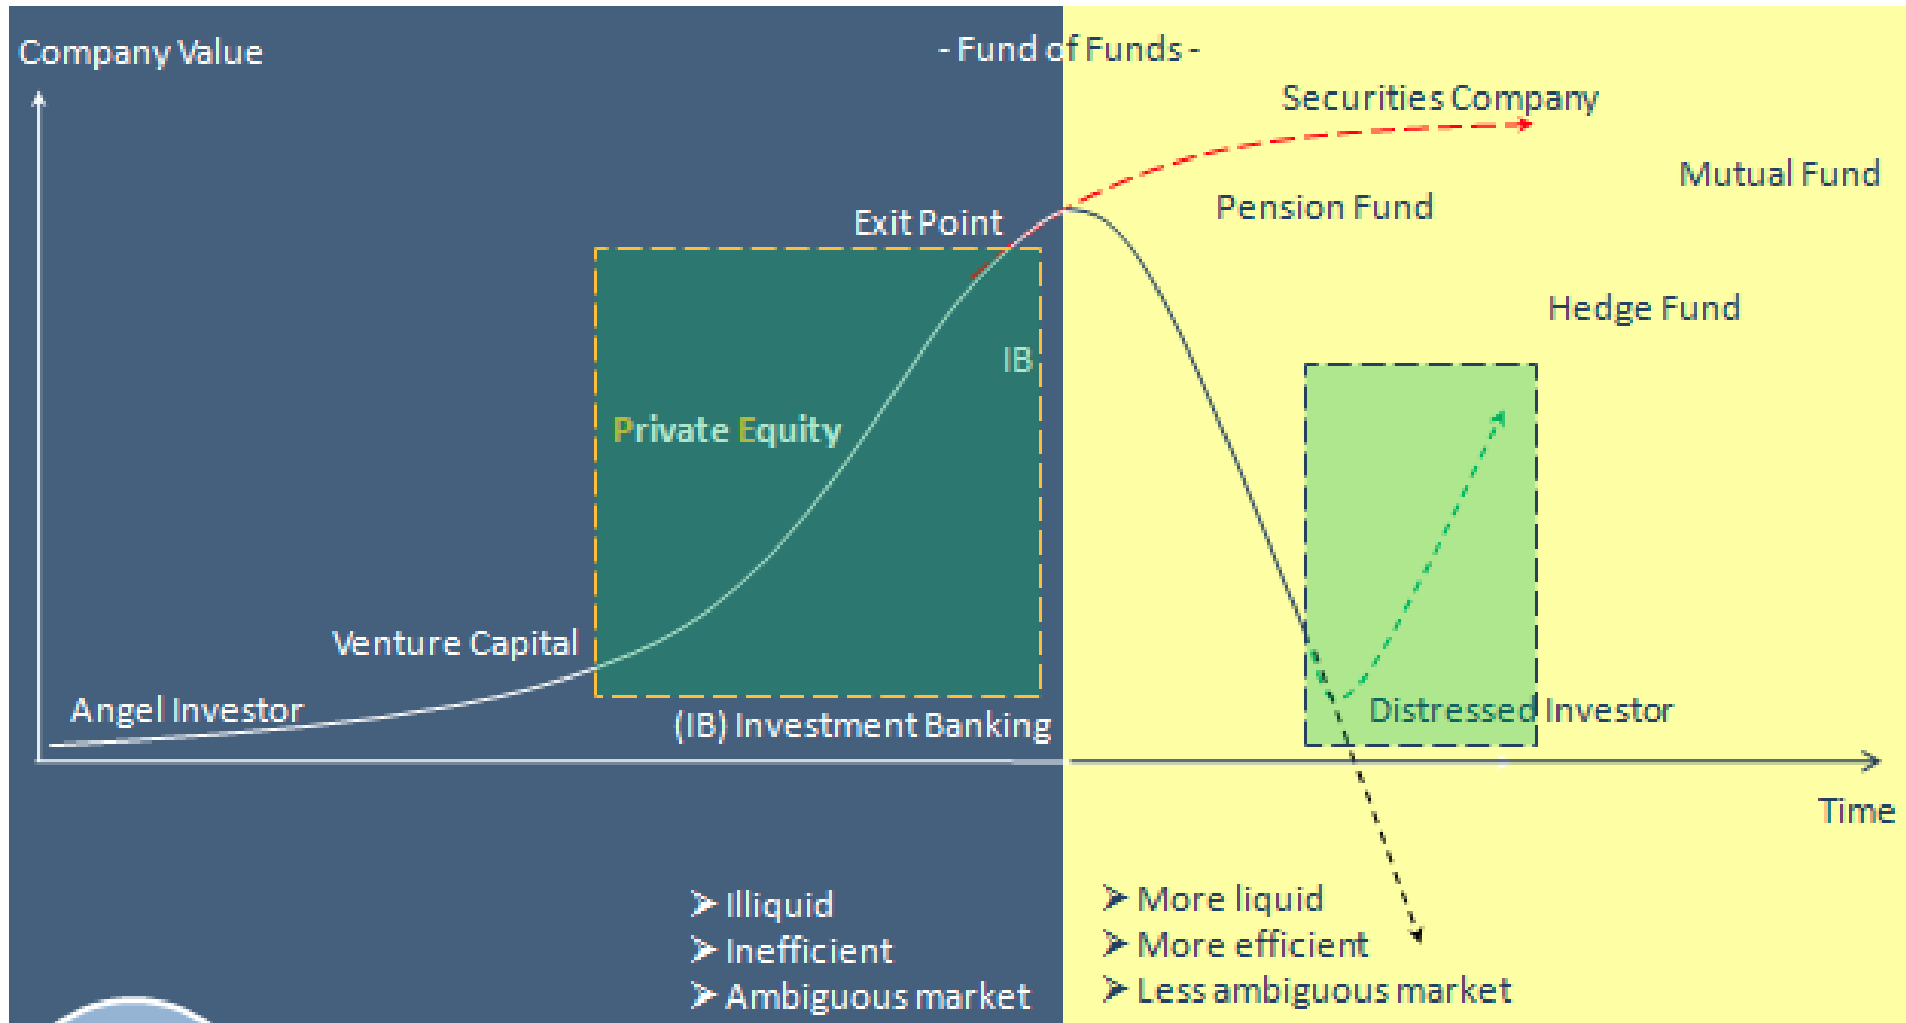 Company Value
- Fund of Funds -
Securities Company
Mutual Fund
Pension Fund
Exit Point
Hedge Fund
IB
Private Equity
Venture Capital
Angel Investor
(IB) Investment Banking
Distressed Investor
Time
➢ Illiquid
➢ Inefficient
➢ Ambiguous market
➢ More liquid
➢ More efficient
➢ Less ambiguous market